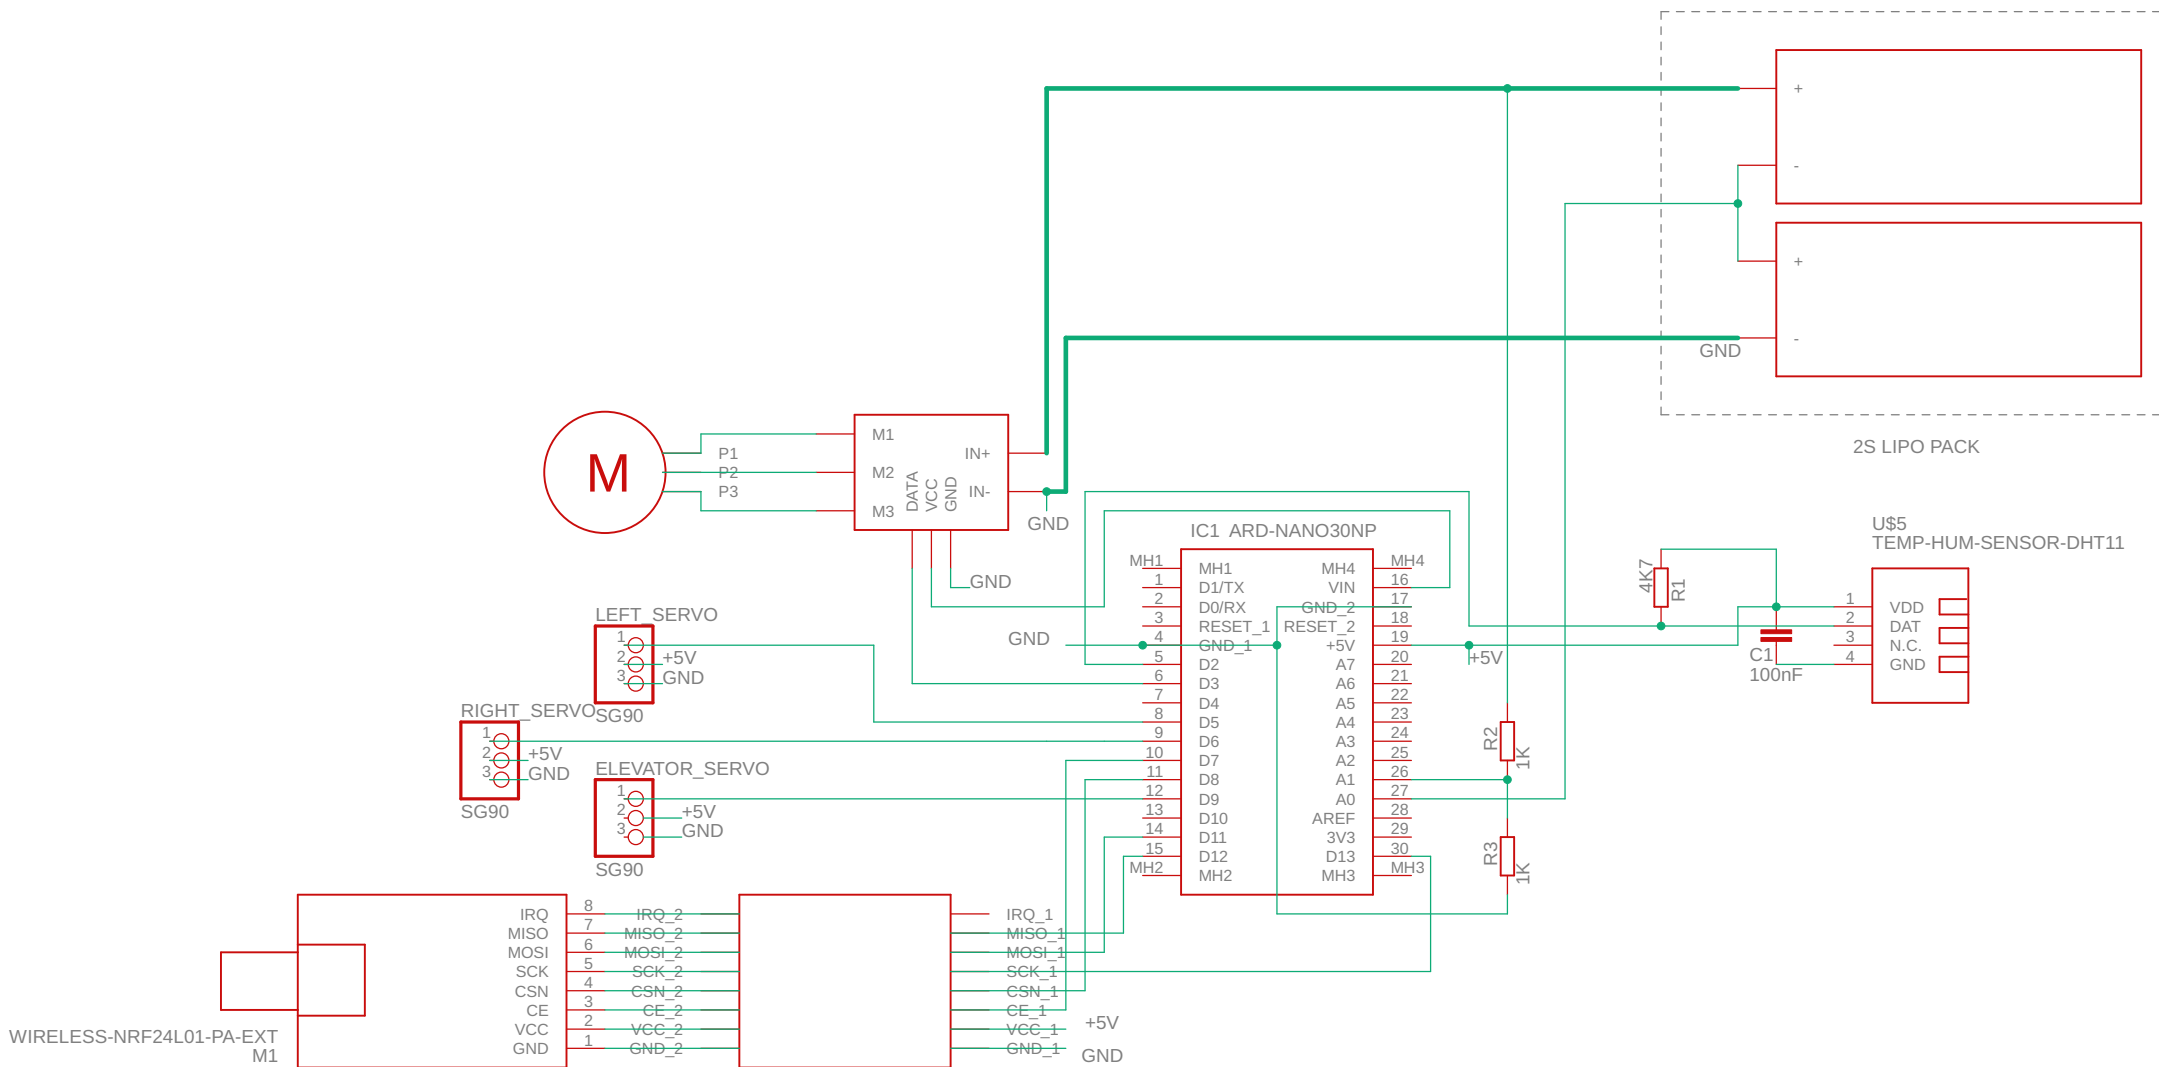 +
-
+
-
GND
2S LIPO PACK
M
P1
P2
P3
M1
M2
M3
DATA
VCC
GND
IN+
IN-
GND
GND
IC1 ARD-NANO30NP
MH1 MH1 MH4 MH4
1 D1/TX VIN 16
2 D0/RX GND_2 17
3 RESET_1 RESET_2 18
GND 4 GND_1 +5V 19 +5V
5 D2 A7 20
6 D3 A6 21
7 D4 A5 22
8 D5 A4 23
9 D6 A3 24
10 D7 A2 25
11 D8 A1 26
12 D9 A0 27
13 D10 AREF 28
14 D11 3V3 29
15 D12 D13 30
MH2 MH2 MH3 MH3
U$5
TEMP-HUM-SENSOR-DHT11
1 VDD
2 DAT
3 N.C.
4 GND
4K7
R1
C1
100nF
R2
1K
R3
1K
LEFT_SERVO
1
2 +5V
3 GND
SG90
RIGHT_SERVO
1
2 +5V
3 GND
SG90
ELEVATOR_SERVO
1
2 +5V
3 GND
SG90
IRQ 8 IRQ_2 IRQ_1
MISO 7 MISO_2 MISO_1
MOSI 6 MOSI_2 MOSI_1
SCK 5 SCK_2 SCK_1
CSN 4 CSN_2 CSN_1
CE 3 CE_2 CE_1
VCC 2 VCC_2 VCC_1 +5V
GND 1 GND_2 GND_1 GND
WIRELESS-NRF24L01-PA-EXT
M1